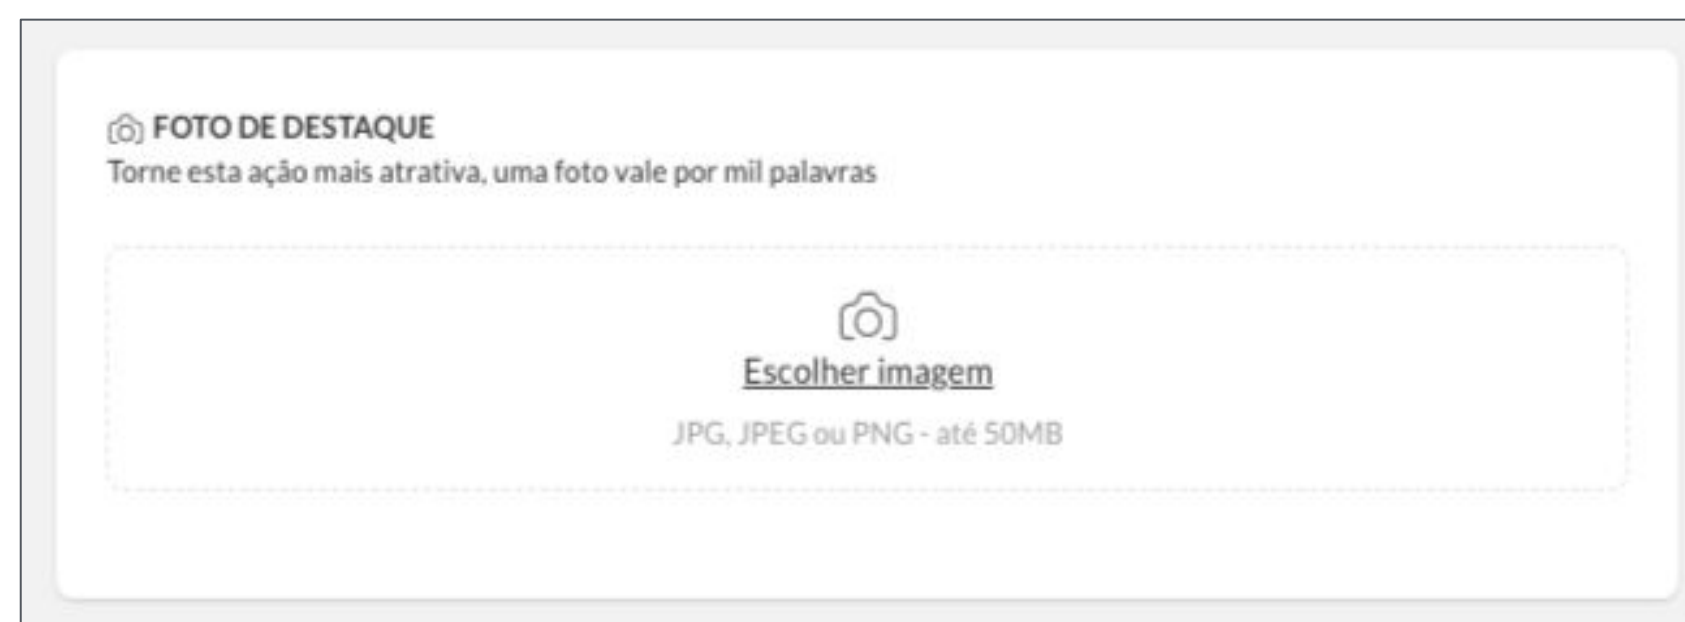 FOTO DE DESTAQUE
Torne esta ação mais atrativa, uma foto vale por mil palavras
Escolher imagem
JPG, JPEG ou PNG - até 50MB